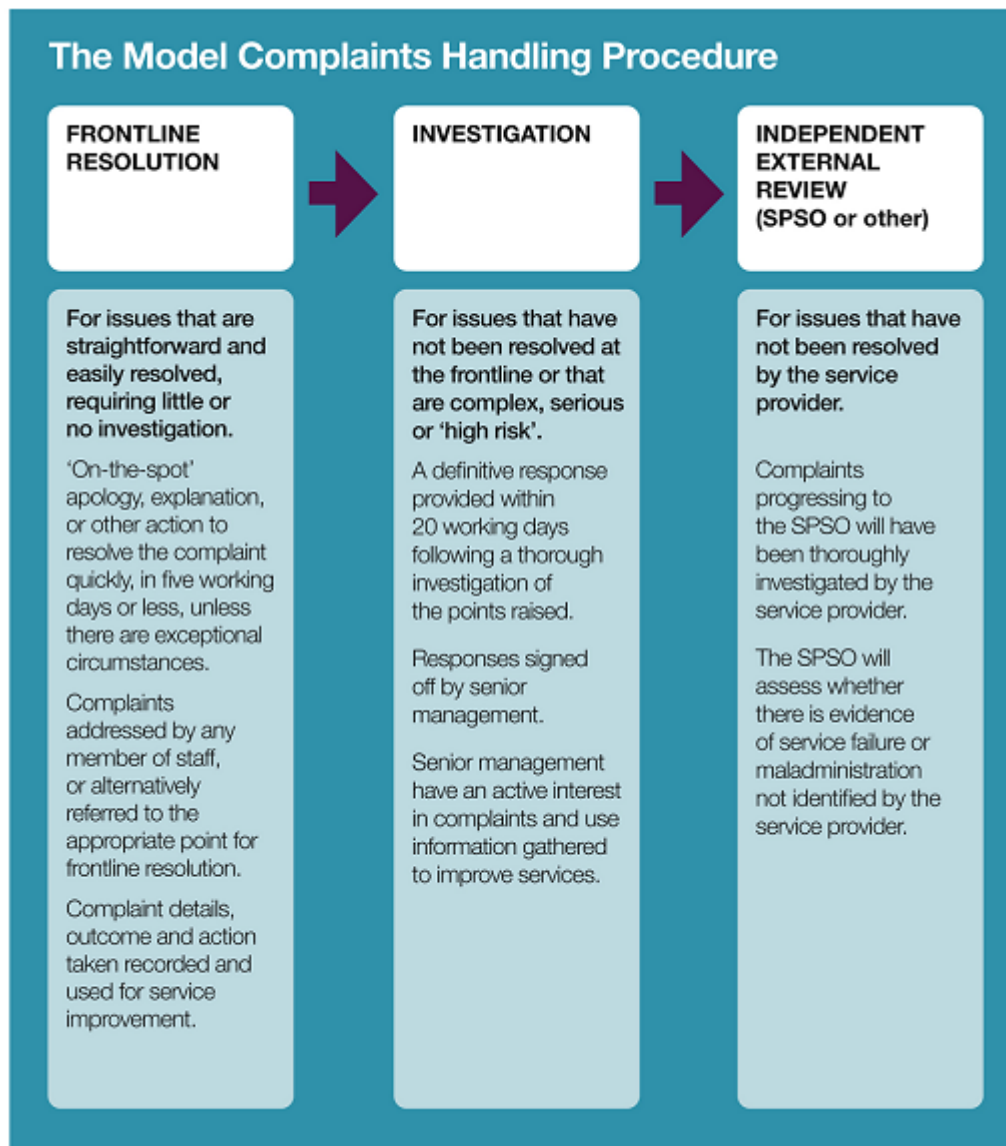 The Model Complaints Handling Procedure
FRONTLINE
RESOLUTION
For issues that are
straightforward and
easily resolved,
requiring little or
no investigation.
‘On-the-spot’
apology, explanation,
or other action to
resolve the complaint
quickly, in five working
days or less, unless
there are exceptional
circumstances.
Complaints
addressed by any
member of staff,
or alternatively
referred to the
appropriate point for
frontline resolution.
Complaint details,
outcome and action
taken recorded and
used for service
improvement.
INVESTIGATION
For issues that have
not been resolved at
the frontline or that
are complex, serious
or ‘high risk’.
A definitive response
provided within
20 working days
following a thorough
investigation of
the points raised.
Responses signed
off by senior
management.
Senior management
have an active interest
in complaints and use
information gathered
to improve services.
INDEPENDENT
EXTERNAL
REVIEW
(SPSO or other)
For issues that have
not been resolved
by the service
provider.
Complaints
progressing to
the SPSO will have
been thoroughly
investigated by the
service provider.
The SPSO will
assess whether
there is evidence
of service failure or
maladministration
not identified by the
service provider.